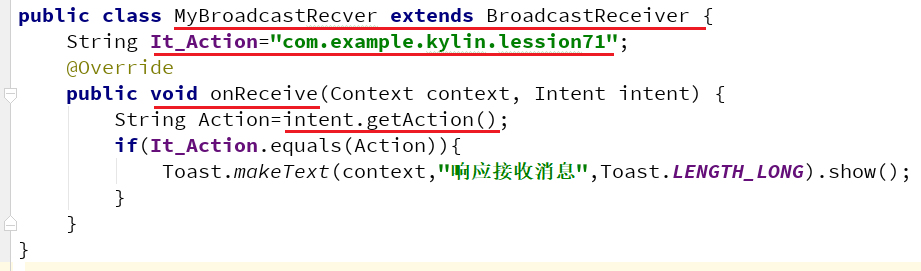 public class MyBroadcastRecver extends BroadcastReceiver {
    String It_Action="com.example.kylin.lession71";
    @Override
    public void onReceive(Context context, Intent intent) {
        String Action=intent.getAction();
        if(It_Action.equals(Action)){
            Toast.makeText(context,"响应接收消息",Toast.LENGTH_LONG).show();
        }
    }
}